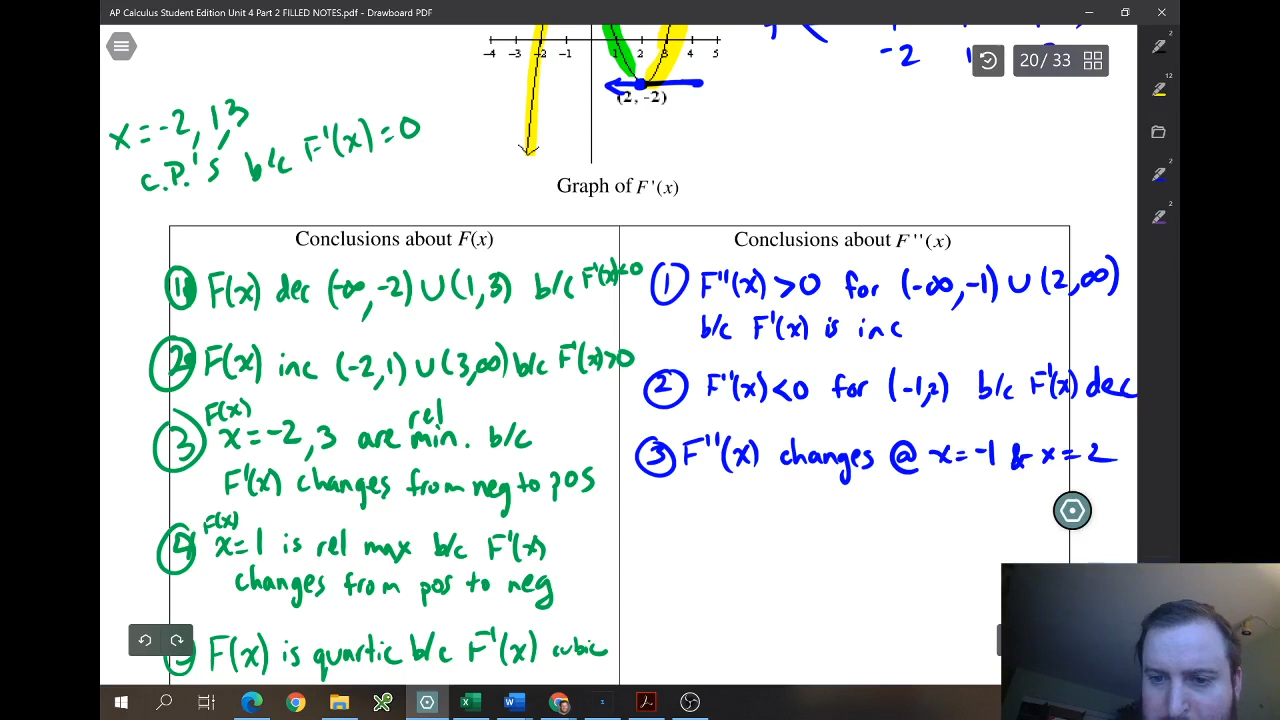 AP Calculus Student Edition Unit 4 Part 2 FILLED NOTES.pdf - Drawboard PDF
20 / 33
-4 -3 -2 -1 1 2 3 4 5
-2
(2, -2)
x = -2, 1, 3
C.P.'s b/c F'(x) = 0
Graph of F'(x)
Conclusions about F(x)
① F(x) dec (-∞, -2) ∪ (1, 3) b/c F'(x)<0
② F(x) inc (-2, 1) ∪ (3, ∞) b/c F'(x)>0
③ F(x) x = -2, 3 are rel min. b/c
F'(x) changes from neg to pos
④ F(x) x = 1 is rel max b/c F'(x)
changes from pos to neg
F(x) is quartic b/c F'(x) cubic
Conclusions about F''(x)
① F''(x) > 0 for (-∞, -1) ∪ (2, ∞)
b/c F'(x) is inc
② F''(x) < 0 for (-1, 2) b/c F'(x) dec
③ F''(x) changes @ x = -1 & x = 2